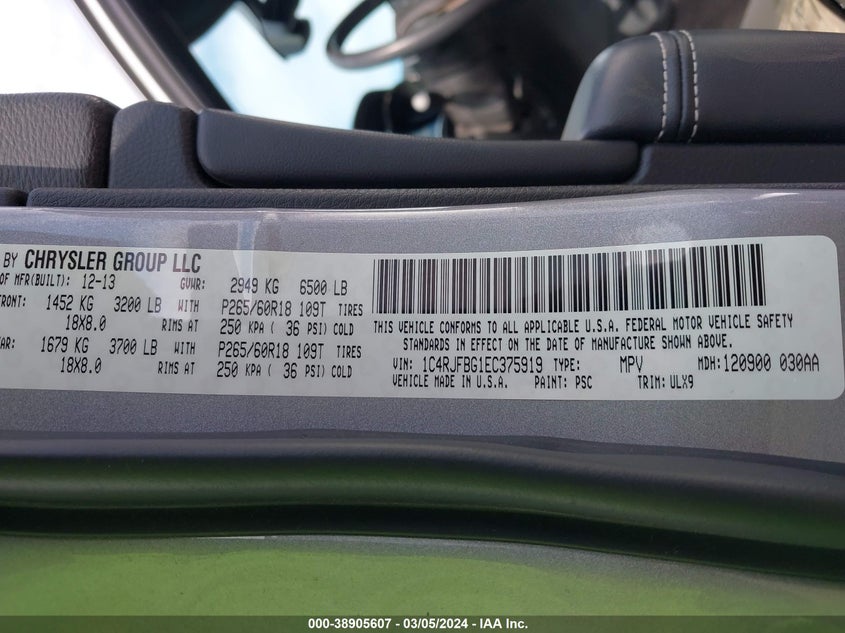 BY CHRYSLER GROUP LLC
OF MFR(BUILT): 12-13 GVWR: 2949 KG 6500 LB
FRONT: 1452 KG 3200 LB WITH P265/60R18 109T TIRES
18X8.0 RIMS AT 250 KPA ( 36 PSI) COLD
AR: 1679 KG 3700 LB WITH P265/60R18 109T TIRES
18X8.0 RIMS AT 250 KPA ( 36 PSI) COLD
THIS VEHICLE CONFORMS TO ALL APPLICABLE U.S.A. FEDERAL MOTOR VEHICLE SAFETY
STANDARDS IN EFFECT ON THE DATE OF MANUFACTURE SHOWN ABOVE.
VIN: 1C4RJFBG1EC375919 TYPE: MPV MDH: 120900 030AA
VEHICLE MADE IN U.S.A. PAINT: PSC TRIM: ULX9
000-38905607 - 03/05/2024 - IAA Inc.